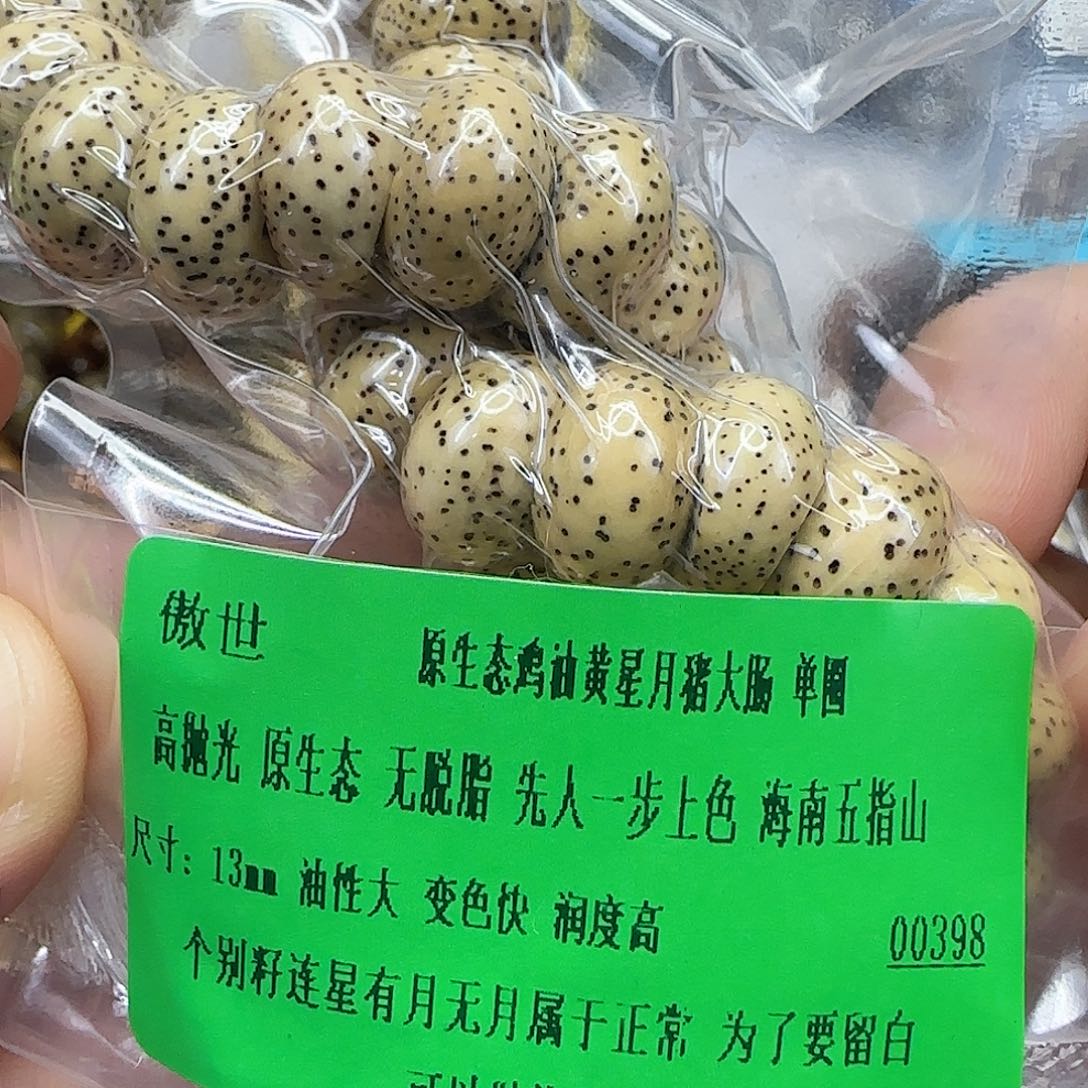 傲世
原生态鸡油黄星月猪大肠 单圈
高抛光 原生态 无脱脂 先人一步上色 海南五指山
尺寸：13mm 油性大 变色快 润度高
00398
个别籽连星有月无月属于正常 为了要留白
可以